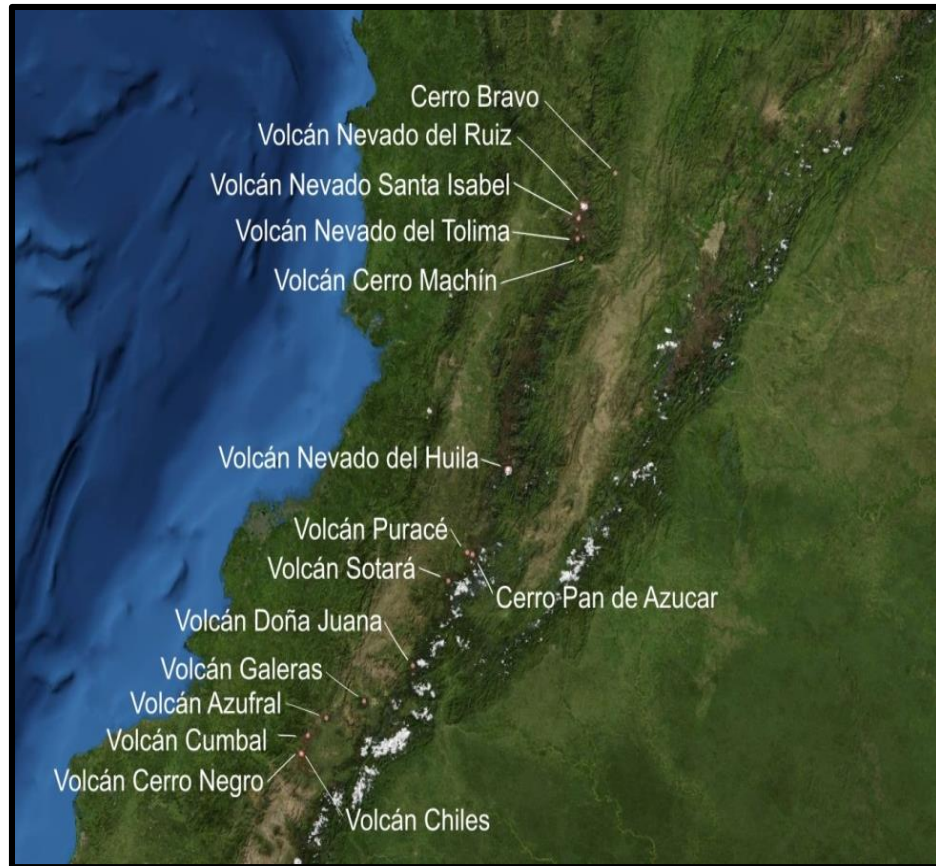 Cerro Bravo
Volcán Nevado del Ruiz
Volcán Nevado Santa Isabel
Volcán Nevado del Tolima
Volcán Cerro Machín
Volcán Nevado del Huila
Volcán Puracé
Volcán Sotará
Cerro Pan de Azucar
Volcán Doña Juana
Volcán Galeras
Volcán Azufral
Volcán Cumbal
Volcán Cerro Negro
Volcán Chiles